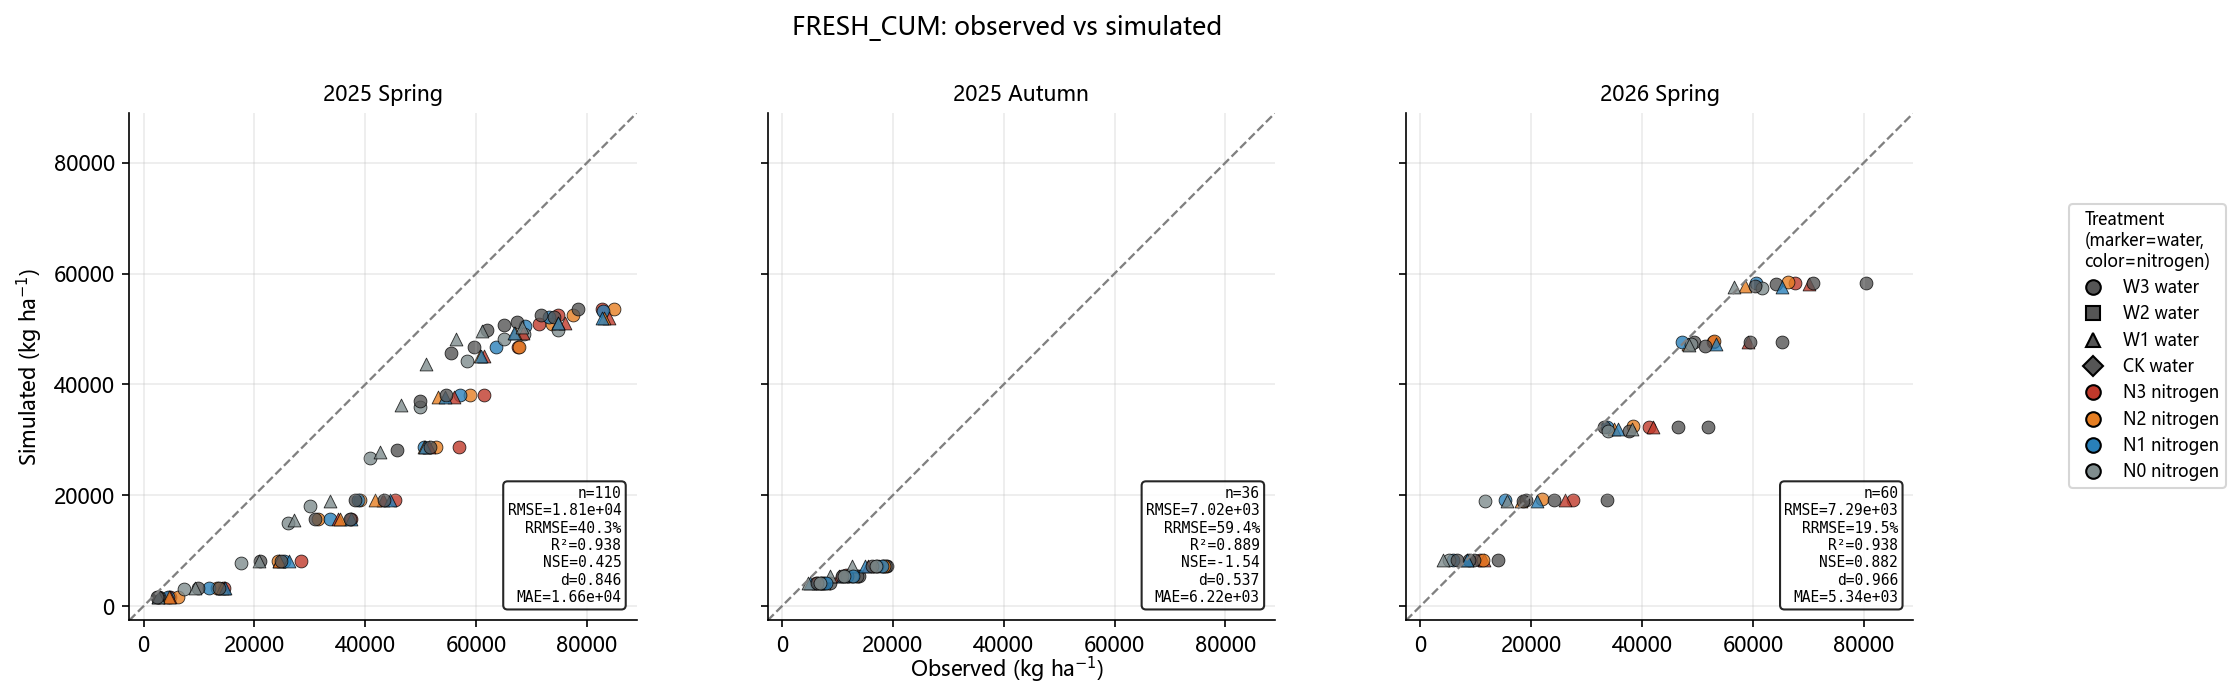 FRESH_CUM: observed vs simulated
2025 Spring
2025 Autumn
2026 Spring
Simulated (kg ha⁻¹)
80000
60000
40000
20000
0
n=110
RMSE=1.81e+04
RRMSE=40.3%
R²=0.938
NSE=0.425
d=0.846
MAE=1.66e+04
n=36
RMSE=7.02e+03
RRMSE=59.4%
R²=0.889
NSE=-1.54
d=0.537
MAE=6.22e+03
n=60
RMSE=7.29e+03
RRMSE=19.5%
R²=0.938
NSE=0.882
d=0.966
MAE=5.34e+03
0 20000 40000 60000 80000
0 20000 40000 60000 80000
0 20000 40000 60000 80000
Observed (kg ha⁻¹)
Treatment
(marker=water,
color=nitrogen)
W3 water
W2 water
W1 water
CK water
N3 nitrogen
N2 nitrogen
N1 nitrogen
N0 nitrogen